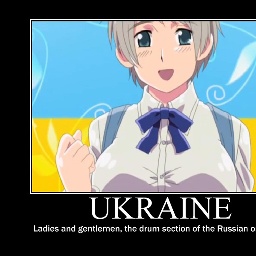 UKRAINE
Ladies and gentlemen, the drum section of the Russian o